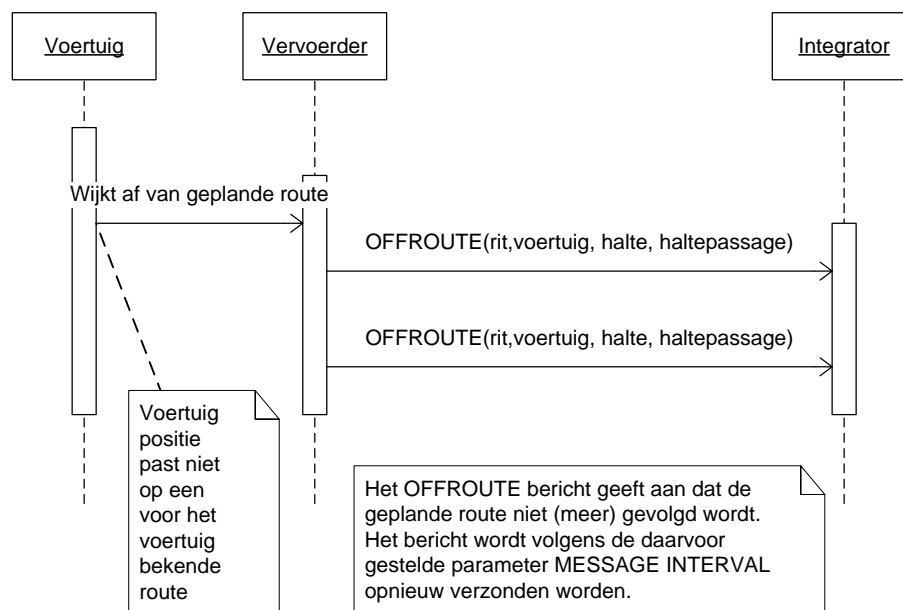 Voertuig
Vervoerder
Integrator
Wijkt af van geplande route
OFFROUTE(rit,voertuig, halte, haltepassage)
OFFROUTE(rit,voertuig, halte, haltepassage)
Voertuig
positie
past niet
op een
voor het
voertuig
bekende
route
Het OFFROUTE bericht geeft aan dat de
geplande route niet (meer) gevolgd wordt.
Het bericht wordt volgens de daarvoor
gestelde parameter MESSAGE INTERVAL
opnieuw verzonden worden.